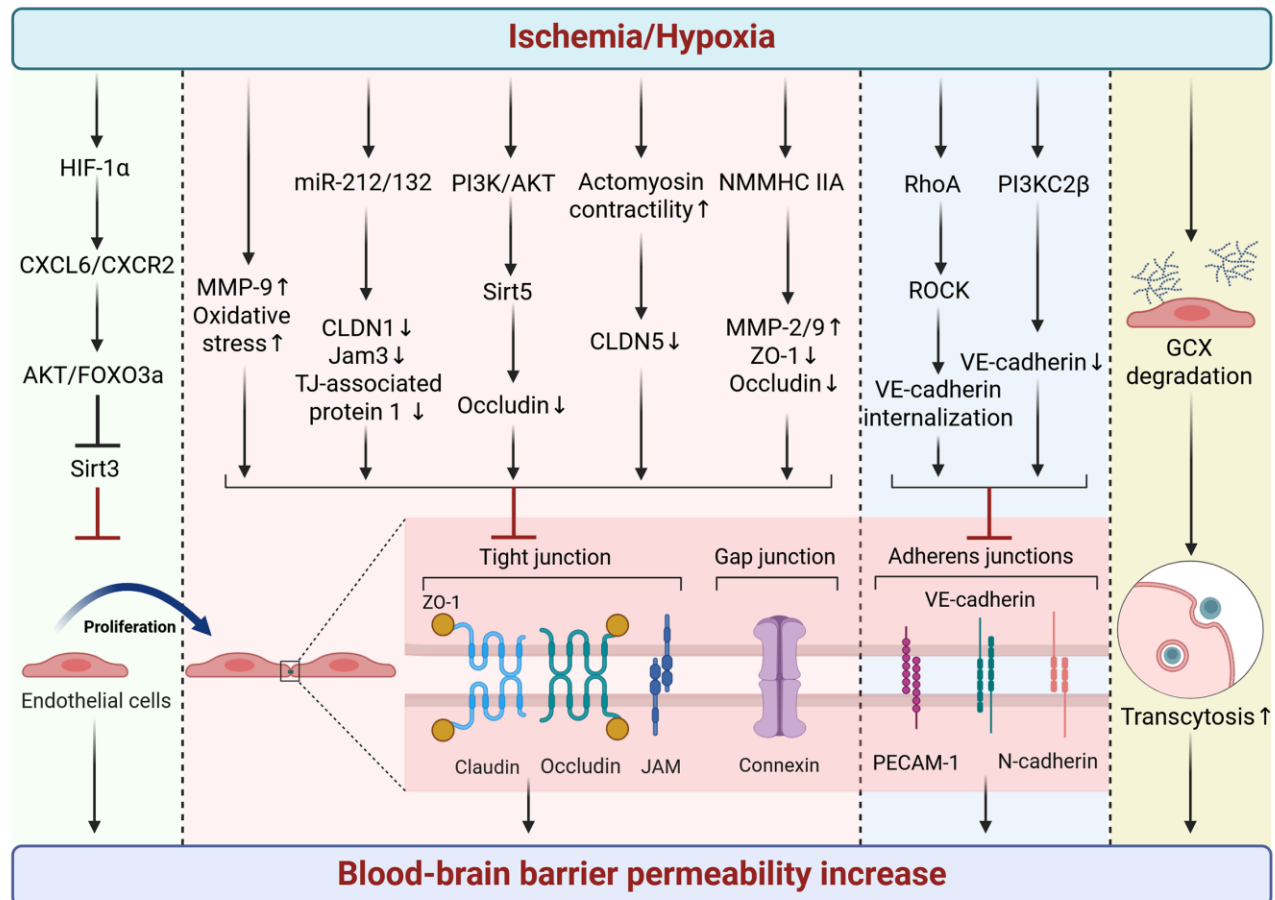 Ischemia/Hypoxia
HIF-1α
CXCL6/CXCR2
AKT/FOXO3a
Sirt3
Proliferation
Endothelial cells
MMP-9↑
Oxidative
stress↑
miR-212/132
CLDN1↓
Jam3↓
TJ-associated
protein 1 ↓
PI3K/AKT
Sirt5
Occludin↓
Actomyosin
contractility↑
CLDN5↓
NMMHC IIA
MMP-2/9↑
ZO-1↓
Occludin↓
RhoA
ROCK
VE-cadherin
internalization
PI3KC2β
VE-cadherin↓
GCX
degradation
Transcytosis↑
Tight junction
ZO-1
Claudin
Occludin
JAM
Gap junction
Connexin
Adherens junctions
VE-cadherin
PECAM-1
N-cadherin
Blood-brain barrier permeability increase